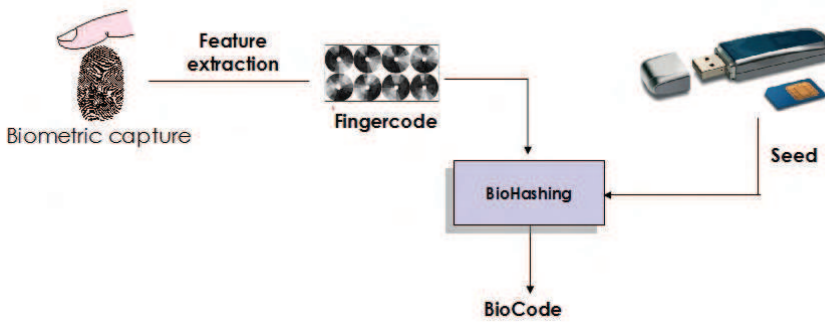 Feature
extraction
Biometric capture
Fingercode
Seed
BioHashing
BioCode